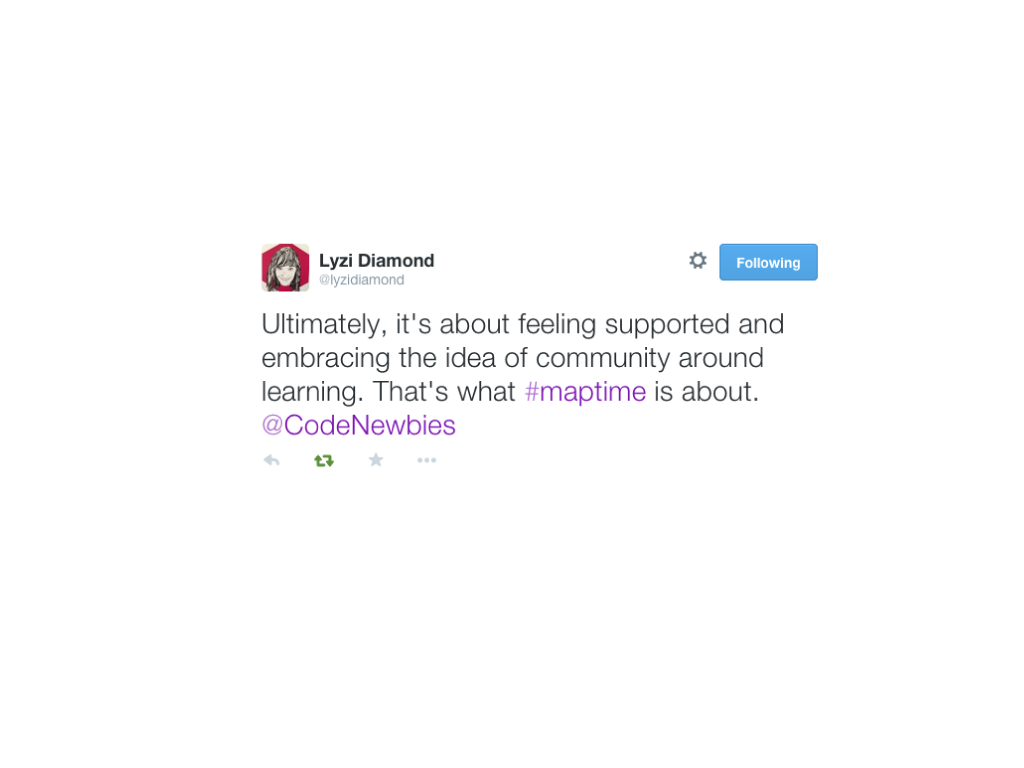 Lyzi Diamond
@lyzidiamond
Following
Ultimately, it's about feeling supported and
embracing the idea of community around
learning. That's what #maptime is about.
@CodeNewbies